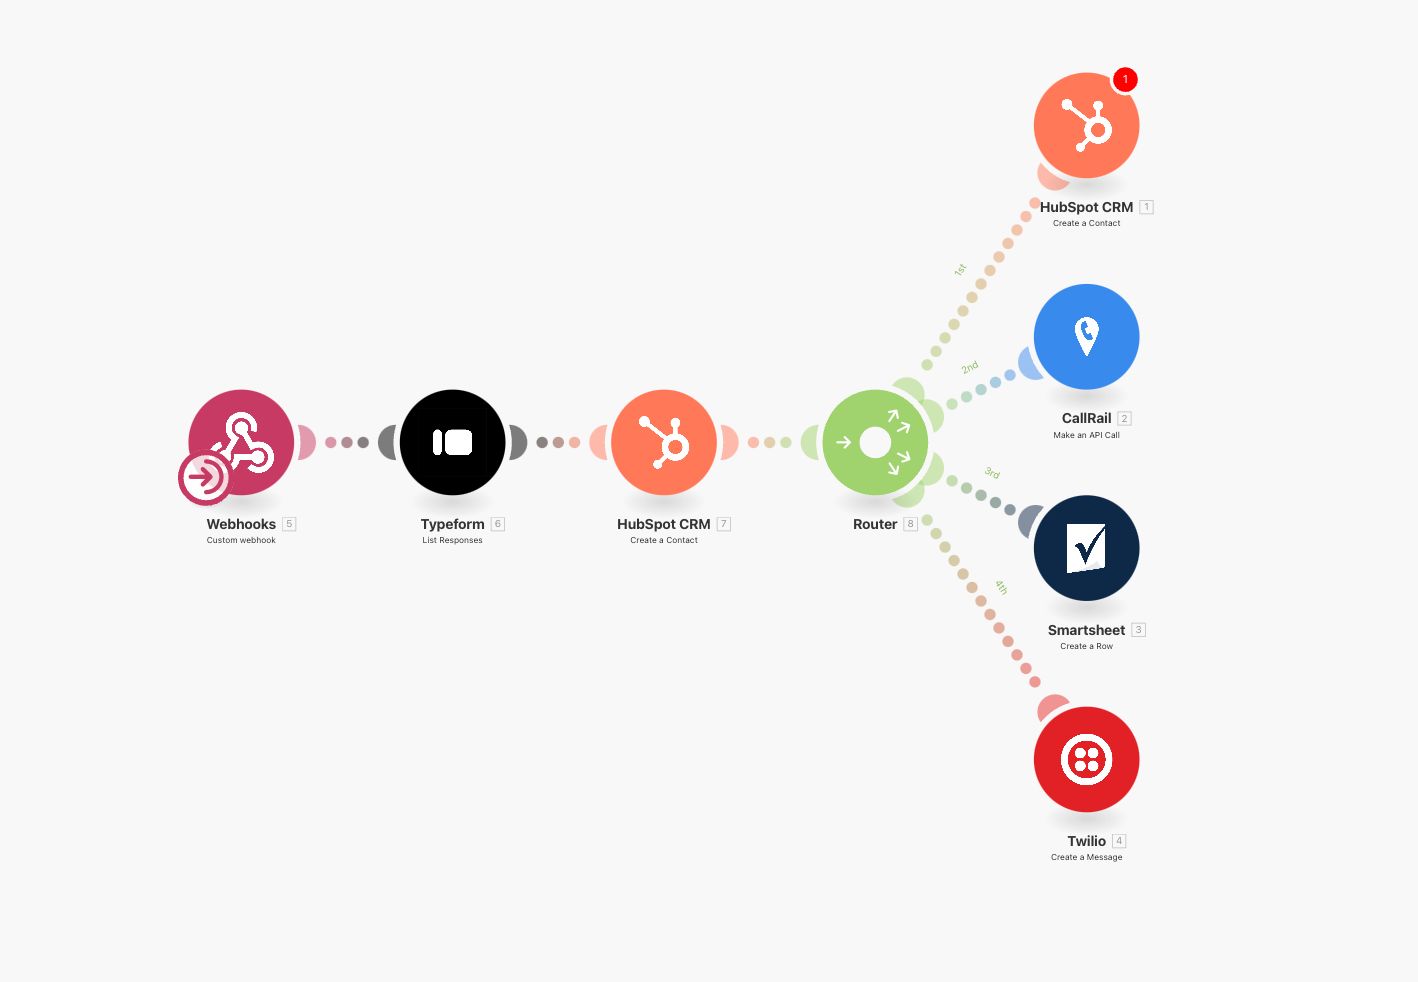 1
HubSpot CRM 1
Create a Contact
1st
2nd
CallRail 2
Make an API Call
Webhooks 5
Custom webhook
Typeform 6
List Responses
HubSpot CRM 7
Create a Contact
Router 8
3rd
4th
Smartsheet 3
Create a Row
Twilio 4
Create a Message